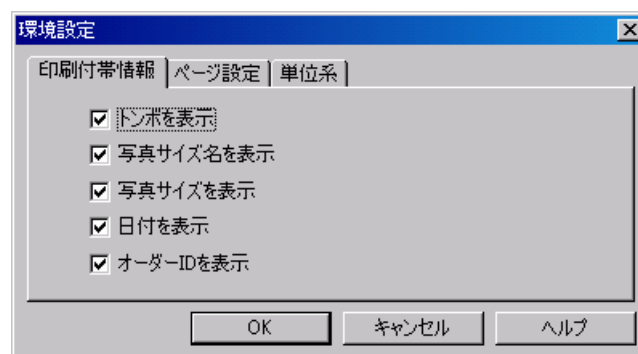 環境設定
印刷付帯情報 ページ設定 単位系
トンボを表示
写真サイズ名を表示
写真サイズを表示
日付を表示
オーダーIDを表示
OK キャンセル ヘルプ